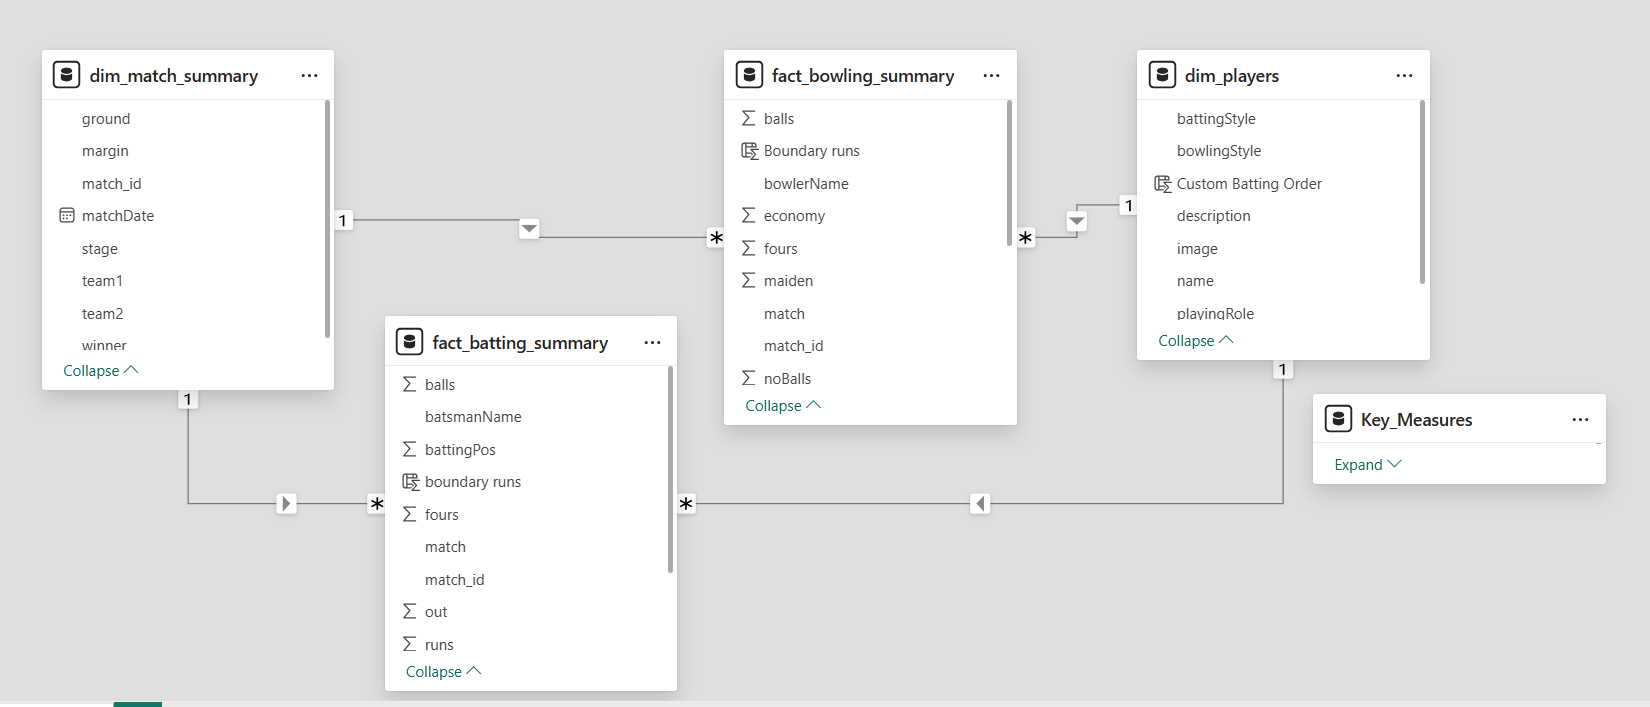 dim_match_summary
ground
margin
match_id
matchDate
stage
team1
team2
winner
Collapse
1
1
fact_bowling_summary
balls
Boundary runs
bowlerName
economy
fours
maiden
match
match_id
noBalls
Collapse
*
*
dim_players
battingStyle
bowlingStyle
Custom Batting Order
description
image
name
playingRole
Collapse
1
1
fact_batting_summary
balls
batsmanName
battingPos
boundary runs
fours
match
match_id
out
runs
Collapse
*
*
Key_Measures
Expand